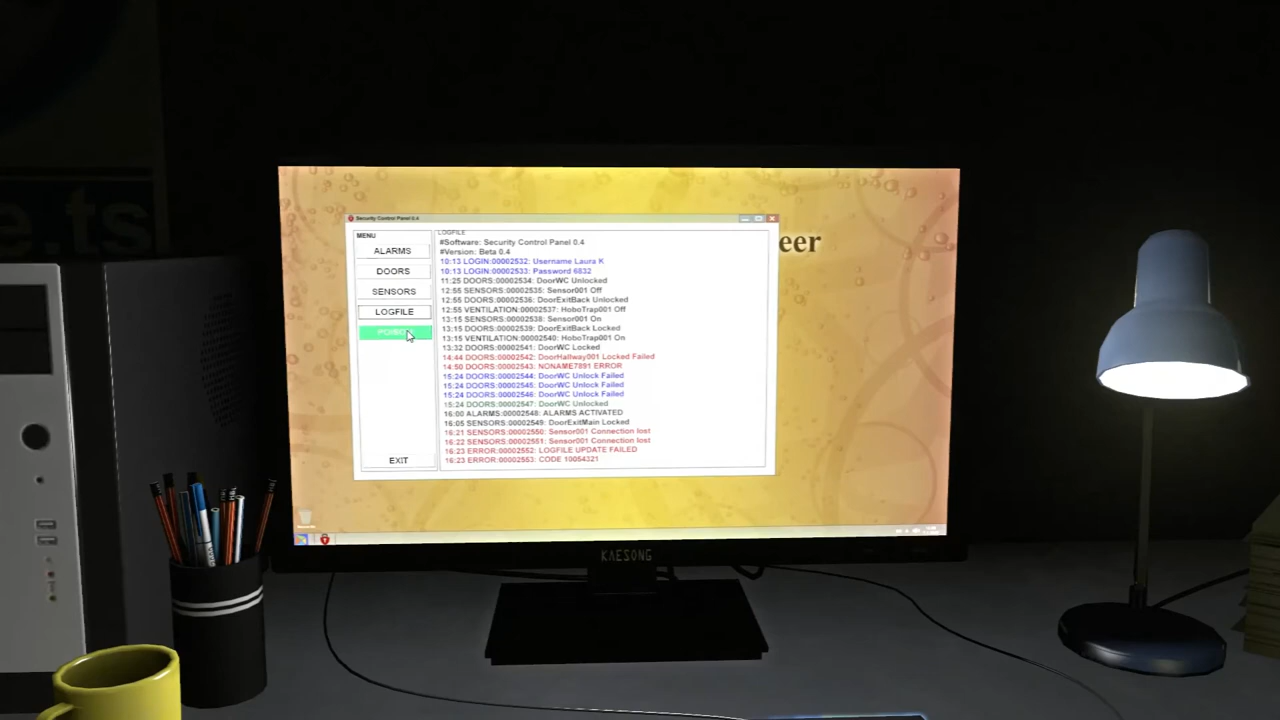 e.ts
Security Control Panel 0.4
eer
MENU
ALARMS
DOORS
SENSORS
LOGFILE
EXIT
LOGFILE
#Software: Security Control Panel 0.4
#Version: Beta 0.4
10:13 LOGIN:00002532: Username Laura K
10:13 LOGIN:00002533: Password 6832
11:25 DOORS:00002534: DoorWC Unlocked
12:55 SENSORS:00002535: Sensor001 Off
12:55 DOORS:00002536: DoorExitBack Unlocked
12:55 VENTILATION:00002537: HoboTrap001 Off
13:15 SENSORS:00002538: Sensor001 On
13:15 DOORS:00002539: DoorExitBack Locked
13:15 VENTILATION:00002540: HoboTrap001 On
13:32 DOORS:00002541: DoorWC Locked
14:44 DOORS:00002542: DoorHallway001 Locked Failed
14:50 DOORS:00002543: NONAME7891 ERROR
15:24 DOORS:00002544: DoorWC Unlock Failed
15:24 DOORS:00002545: DoorWC Unlock Failed
15:24 DOORS:00002546: DoorWC Unlock Failed
15:24 DOORS:00002547: DoorWC Unlocked
16:00 ALARMS:00002548: ALARMS ACTIVATED
16:05 SENSORS:00002549: DoorExitMain Locked
16:21 SENSORS:00002550: Sensor001 Connection lost
16:22 SENSORS:00002551: Sensor001 Connection lost
16:23 ERROR:00002552: LOGFILE UPDATE FAILED
16:23 ERROR:00002553: CODE 10054321
KAESONG